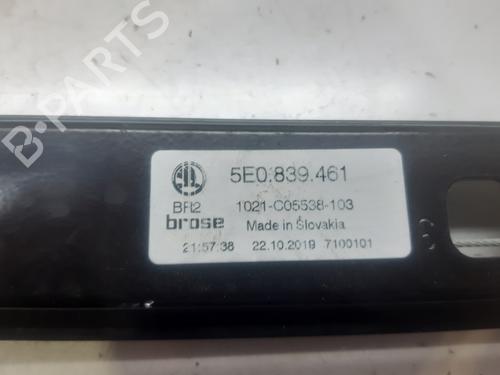 5E0.839.461
BR2
1021-C05538-103
brose
Made in Slovakia
21:57:38 22.10.2019 7100101
B-PARTS